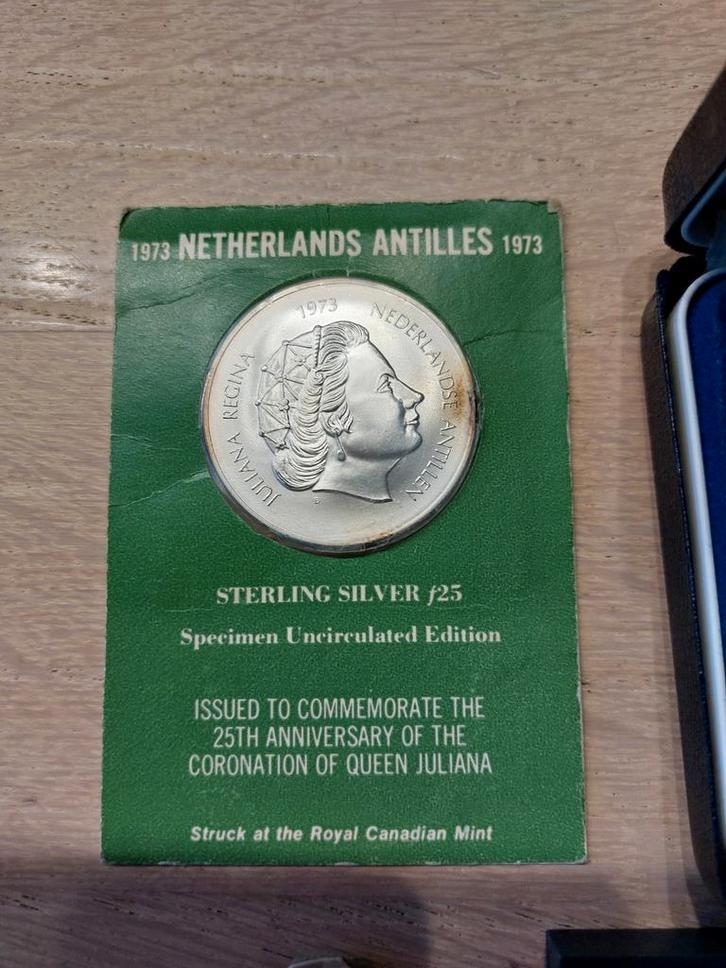 1973 NETHERLANDS ANTILLES 1973
JULIANA REGINA 1973 NEDERLANDSE ANTILLEN
STERLING SILVER ƒ25
Specimen Uncirculated Edition
ISSUED TO COMMEMORATE THE
25TH ANNIVERSARY OF THE
CORONATION OF QUEEN JULIANA
Struck at the Royal Canadian Mint